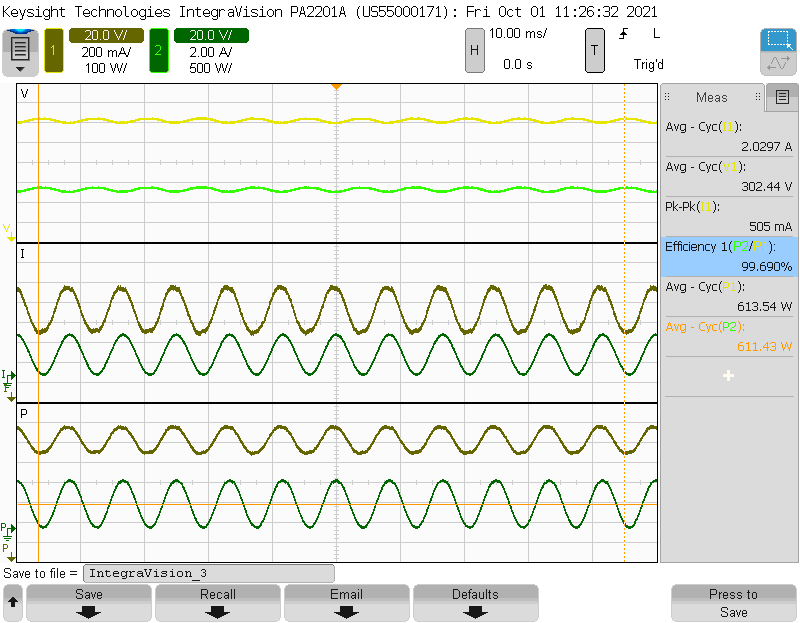 Keysight Technologies IntegraVision PA2201A (US55000171): Fri Oct 01 11:26:32 2021
1
20.0 V/
200 mA/
100 W/
2
20.0 V/
2.00 A/
500 W/
H
10.00 ms/
0.0 s
T
L
Trig'd
V
V
I
I
P
P
P
Meas
Avg - Cyc(I1):
2.0297 A
Avg - Cyc(V1):
302.44 V
Pk-Pk(I1):
505 mA
Efficiency 1(P2/P1):
99.690%
Avg - Cyc(P1):
613.54 W
Avg - Cyc(P2):
611.43 W
Save to file = IntegraVision_3
Save
Recall
Email
Defaults
Press to
Save